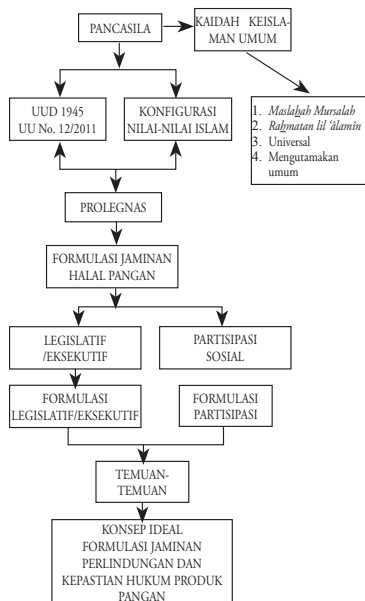 PANCASILA
KAIDAH KEISLA-
MAN UMUM
UUD 1945
UU No. 12/2011
KONFIGURASI
NILAI-NILAI ISLAM
1. Maslahah Mursalah
2. Rahmatan lil ‘âlamin
3. Universal
4. Mengutamakan
umum
PROLEGNAS
FORMULASI JAMINAN
HALAL PANGAN
LEGISLATIF
/EKSEKUTIF
PARTISIPASI
SOSIAL
FORMULASI
LEGISLATIF/EKSEKUTIF
FORMULASI
PARTISIPASI
TEMUAN-
TEMUAN
KONSEP IDEAL
FORMULASI JAMINAN
PERLINDUNGAN DAN
KEPASTIAN HUKUM PRODUK
PANGAN